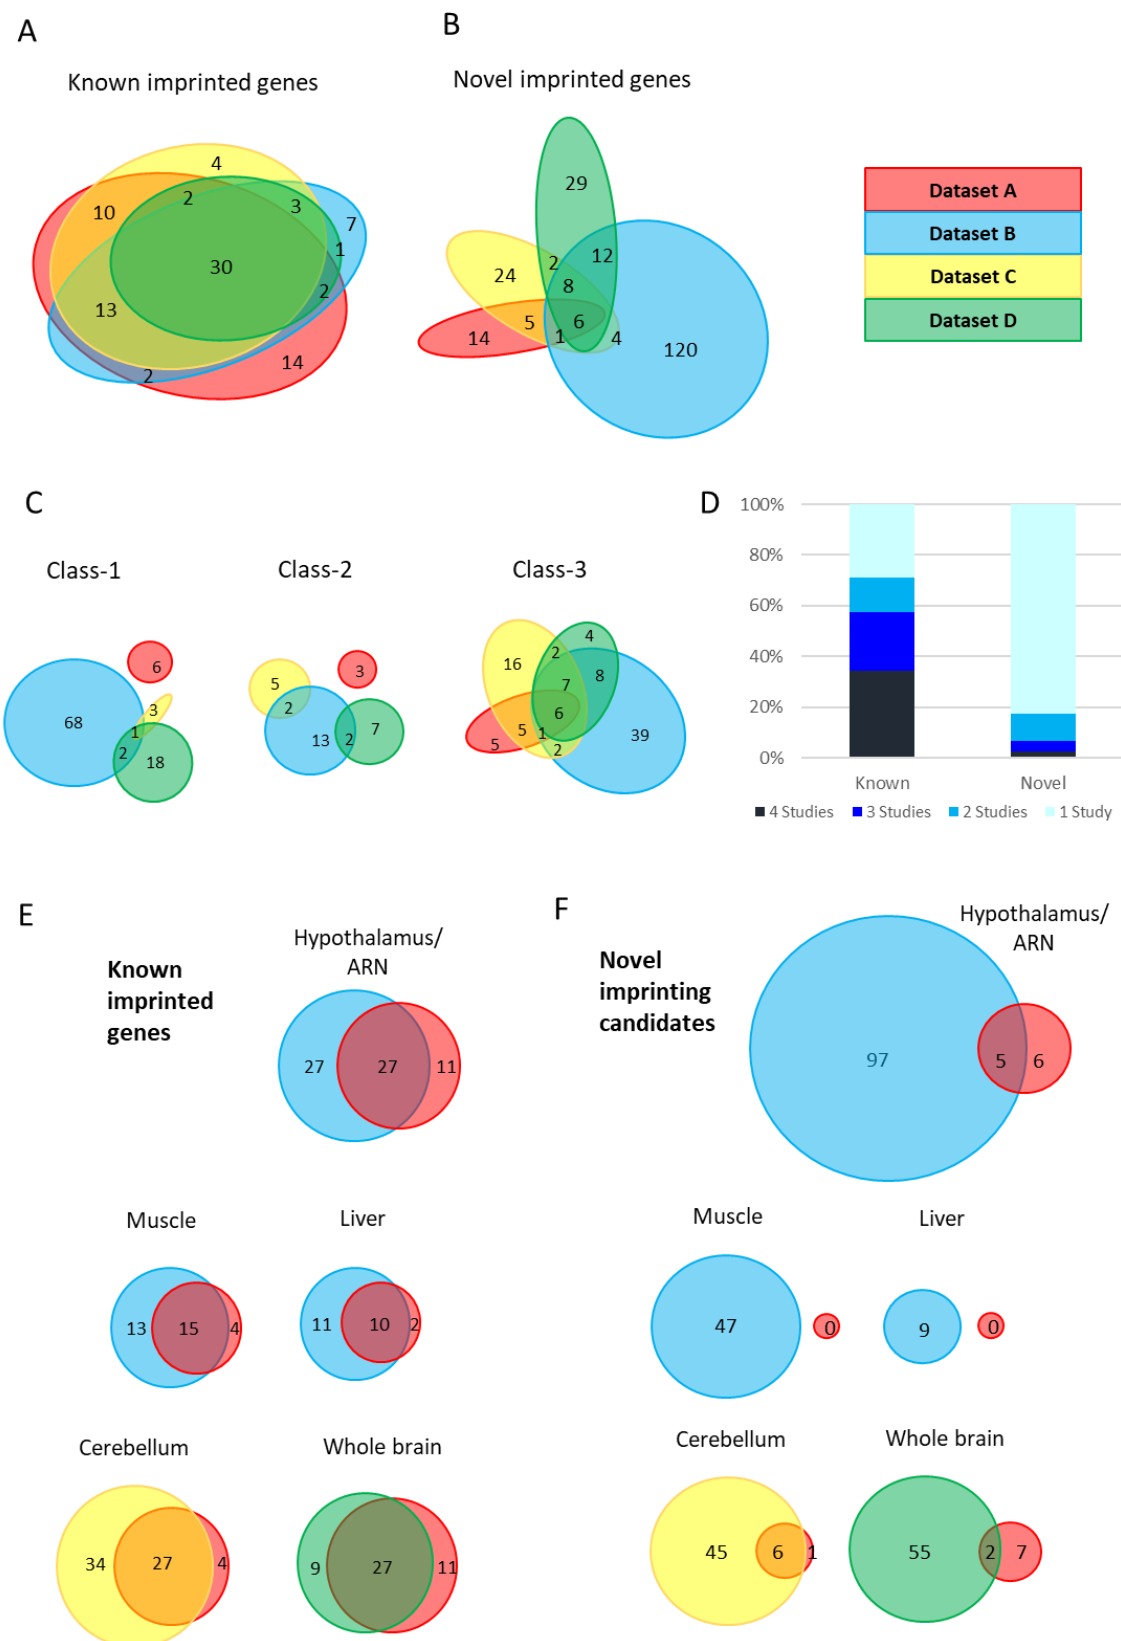 A
B
Known imprinted genes
Novel imprinted genes
4
2
10
3
7
1
30
2
13
14
2
29
12
2
24
8
5
6
14
1
4
120
Dataset A
Dataset B
Dataset C
Dataset D
C
Class-1
Class-2
Class-3
6
3
68
1
2
18
5
3
2
13
2
7
4
2
16
8
7
6
5
1
39
5
2
D
100%
80%
60%
40%
20%
0%
Known
Novel
4 Studies
3 Studies
2 Studies
1 Study
E
Known
imprinted
genes
Hypothalamus/
ARN
27
27
11
Muscle
Liver
13
15
4
11
10
2
Cerebellum
Whole brain
34
27
4
9
27
11
F
Novel
imprinting
candidates
Hypothalamus/
ARN
97
5
6
Muscle
Liver
47
0
9
0
Cerebellum
Whole brain
45
6
1
55
2
7